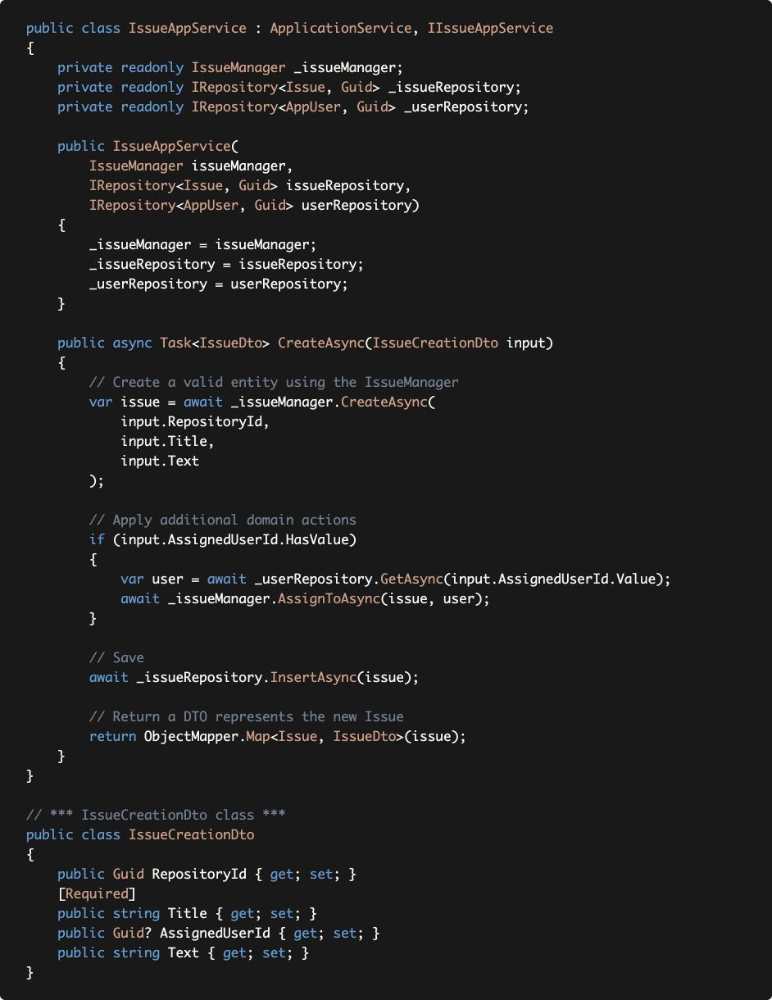 public class IssueAppService : ApplicationService, IIssueAppService
{
    private readonly IssueManager _issueManager;
    private readonly IRepository<Issue, Guid> _issueRepository;
    private readonly IRepository<AppUser, Guid> _userRepository;

    public IssueAppService(
        IssueManager issueManager,
        IRepository<Issue, Guid> issueRepository,
        IRepository<AppUser, Guid> userRepository)
    {
        _issueManager = issueManager;
        _issueRepository = issueRepository;
        _userRepository = userRepository;
    }

    public async Task<IssueDto> CreateAsync(IssueCreationDto input)
    {
        // Create a valid entity using the IssueManager
        var issue = await _issueManager.CreateAsync(
            input.RepositoryId,
            input.Title,
            input.Text
        );

        // Apply additional domain actions
        if (input.AssignedUserId.HasValue)
        {
            var user = await _userRepository.GetAsync(input.AssignedUserId.Value);
            await _issueManager.AssignToAsync(issue, user);
        }

        // Save
        await _issueRepository.InsertAsync(issue);

        // Return a DTO represents the new Issue
        return ObjectMapper.Map<Issue, IssueDto>(issue);
    }
}

// *** IssueCreationDto class ***
public class IssueCreationDto
{
    public Guid RepositoryId { get; set; }
    [Required]
    public string Title { get; set; }
    public Guid? AssignedUserId { get; set; }
    public string Text { get; set; }
}